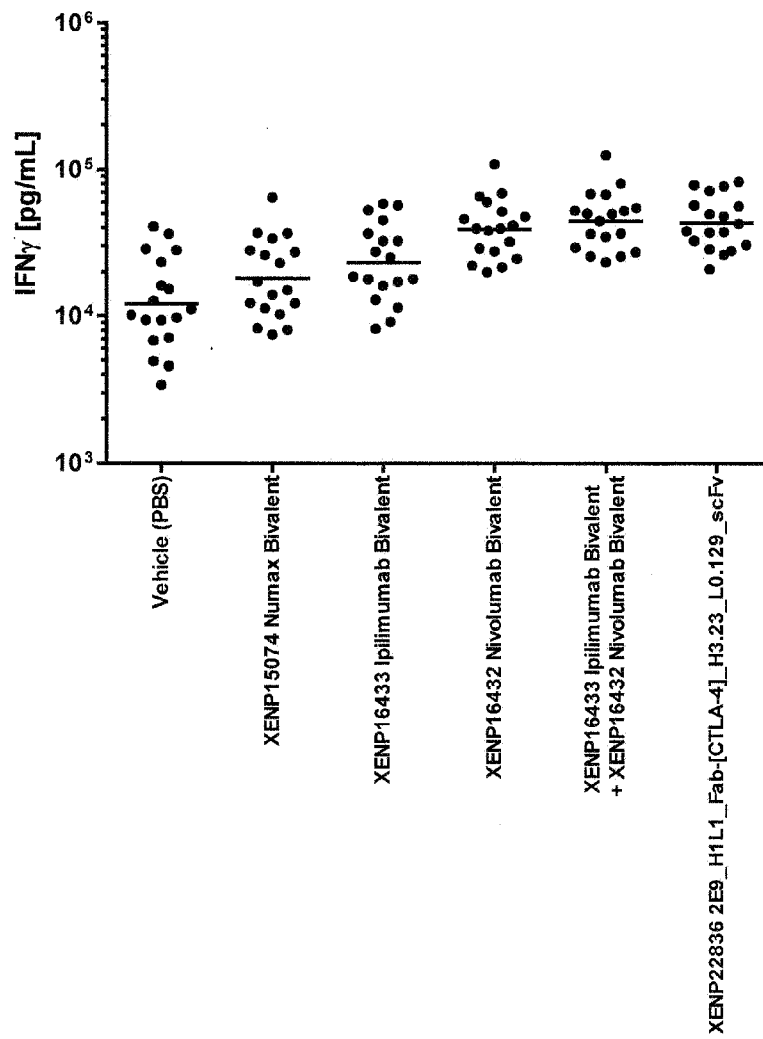 10⁶
10⁵
10⁴
10³
IFNγ [pg/mL]
Vehicle (PBS)
XENP15074 Numax Bivalent
XENP16433 Ipilimumab Bivalent
XENP16432 Nivolumab Bivalent
XENP16433 Ipilimumab Bivalent
+ XENP16432 Nivolumab Bivalent
XENP22836 2E9_H1L1_Fab-[CTLA-4]_H3.23_L0.129_scFv